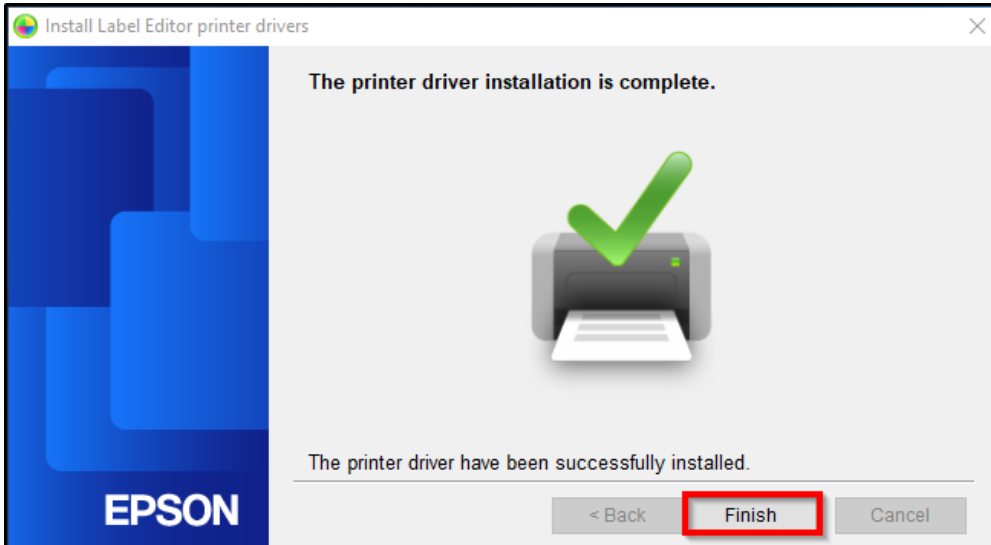 Install Label Editor printer drivers
The printer driver installation is complete.
The printer driver have been successfully installed.
EPSON
< Back
Finish
Cancel